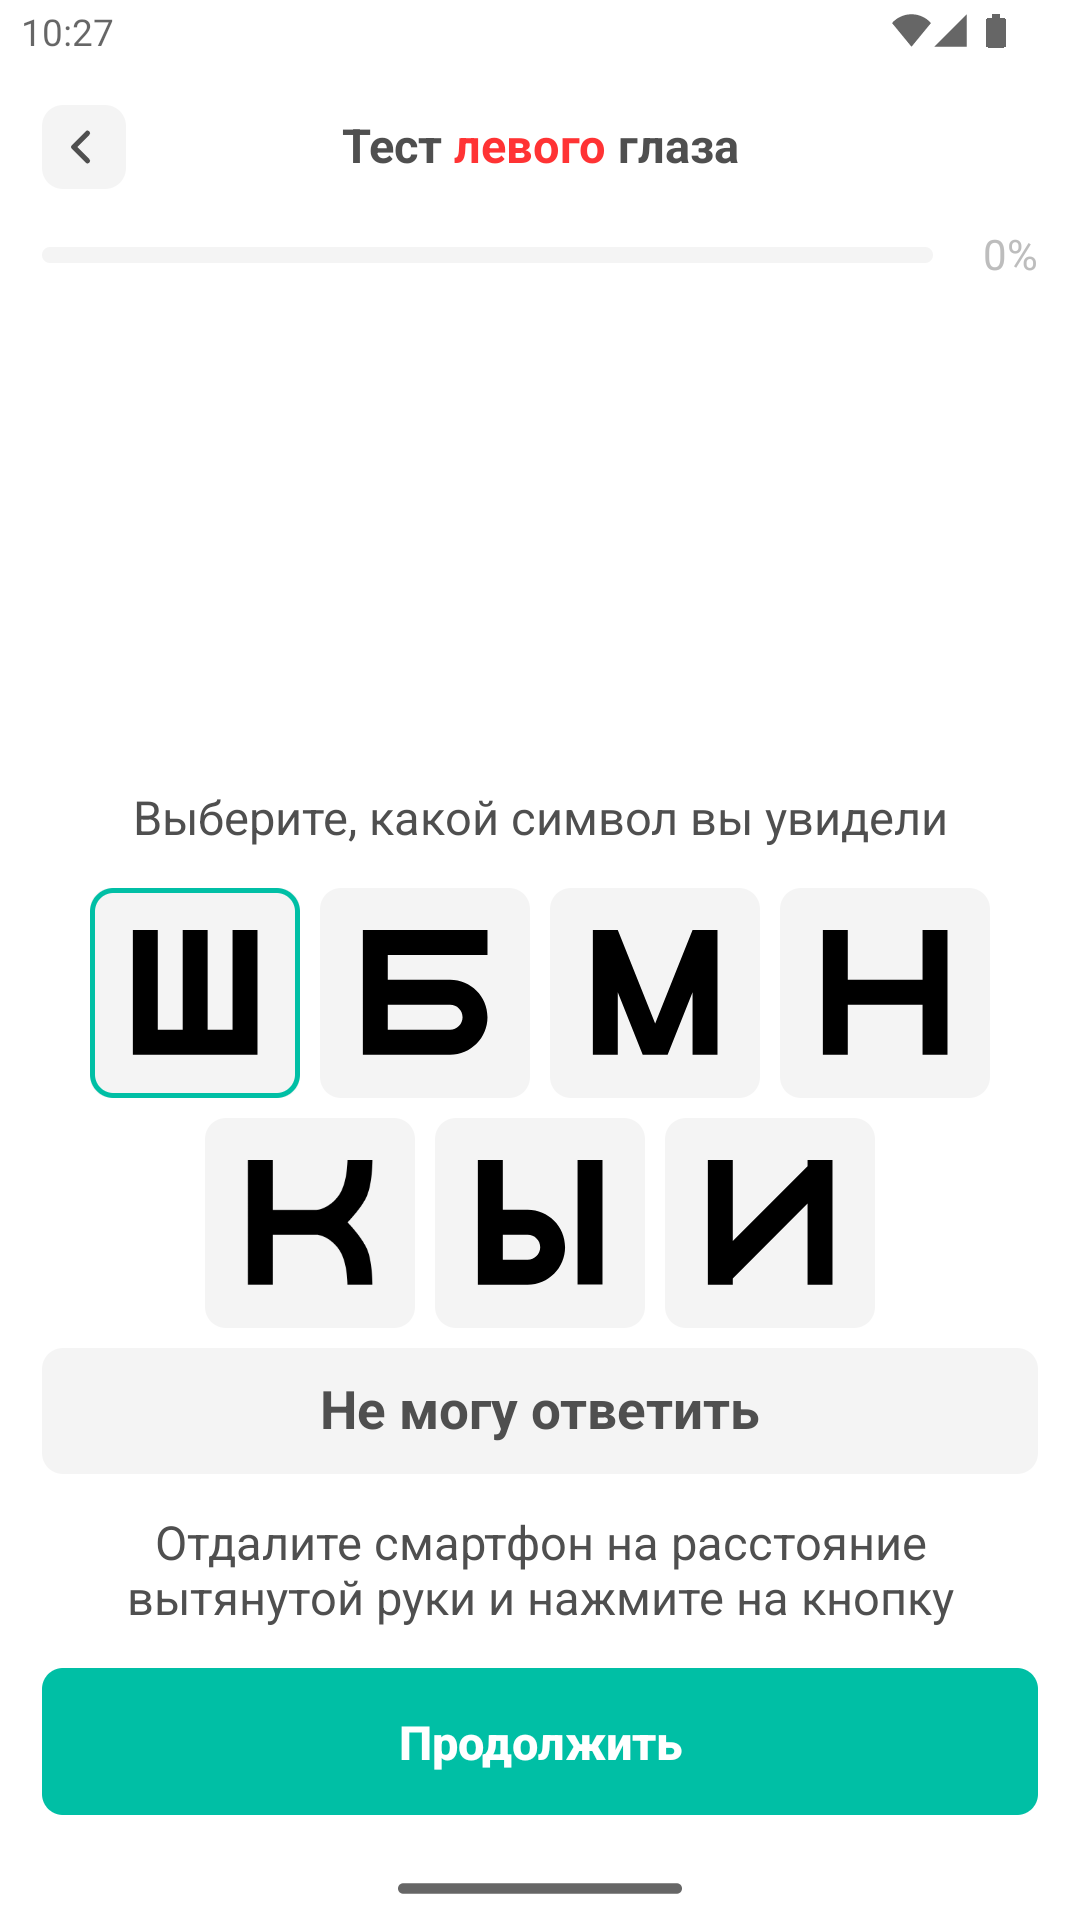 10:27
Тест левого глаза
0%
Выберите, какой символ вы увидели
Ш Б М Н
К Ы И
Не могу ответить
Отдалите смартфон на расстояние
вытянутой руки и нажмите на кнопку
Продолжить